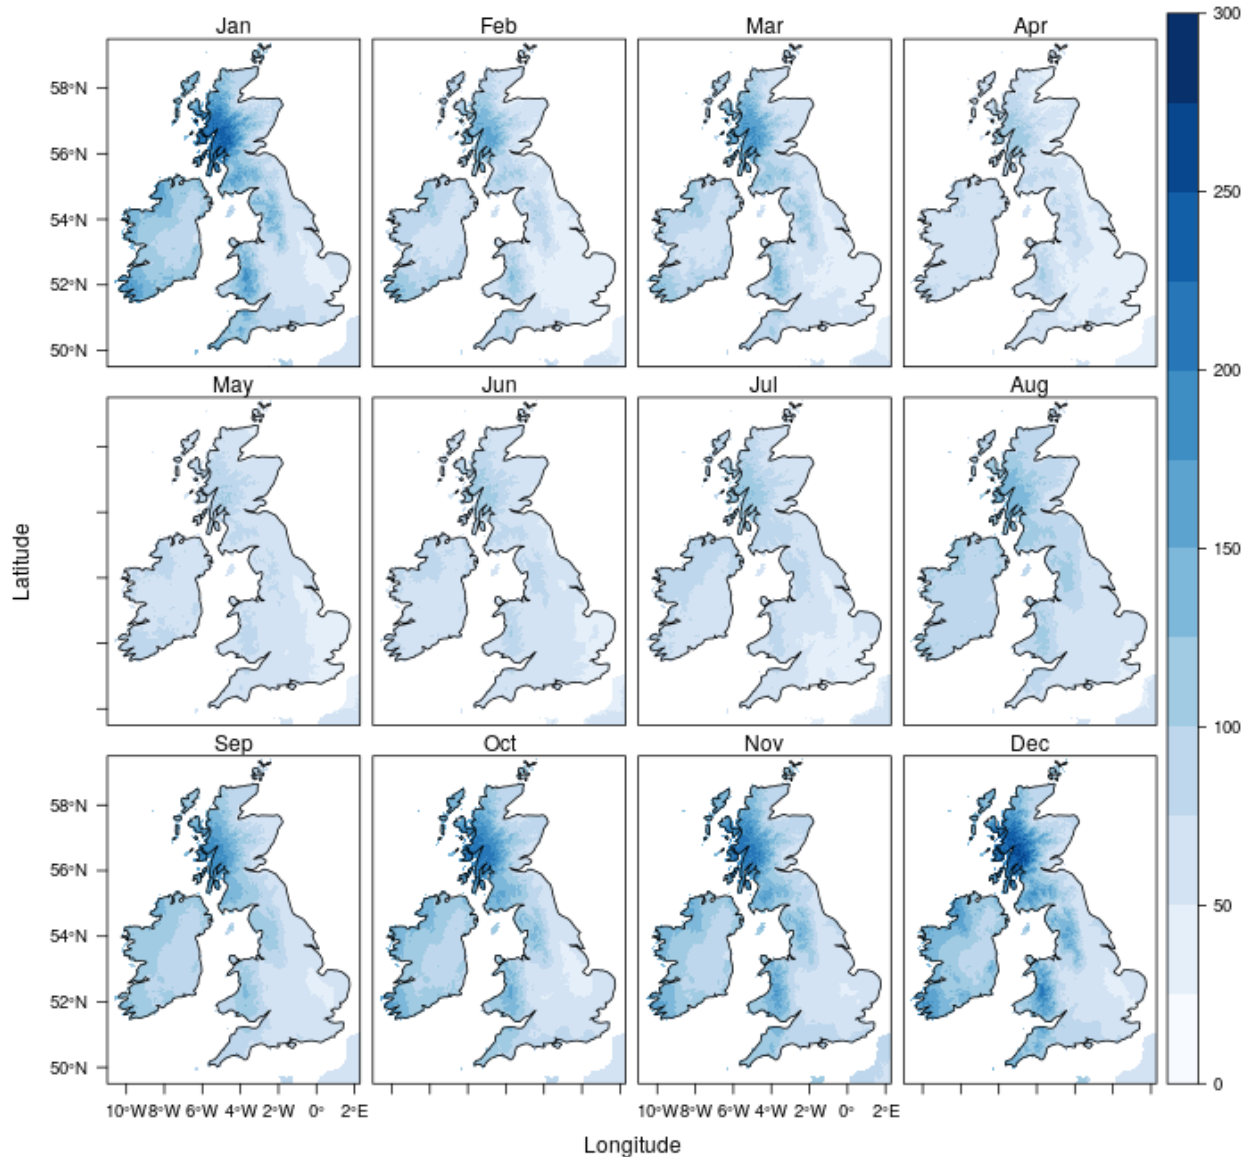 Jan Feb Mar Apr
300
58°N
56°N
250
54°N
52°N
50°N
200
May Jun Jul Aug
150
Latitude
100
Sep Oct Nov Dec
58°N
56°N
50
54°N
52°N
50°N
0
10°W 8°W 6°W 4°W 2°W 0° 2°E 10°W 8°W 6°W 4°W 2°W 0° 2°E
Longitude